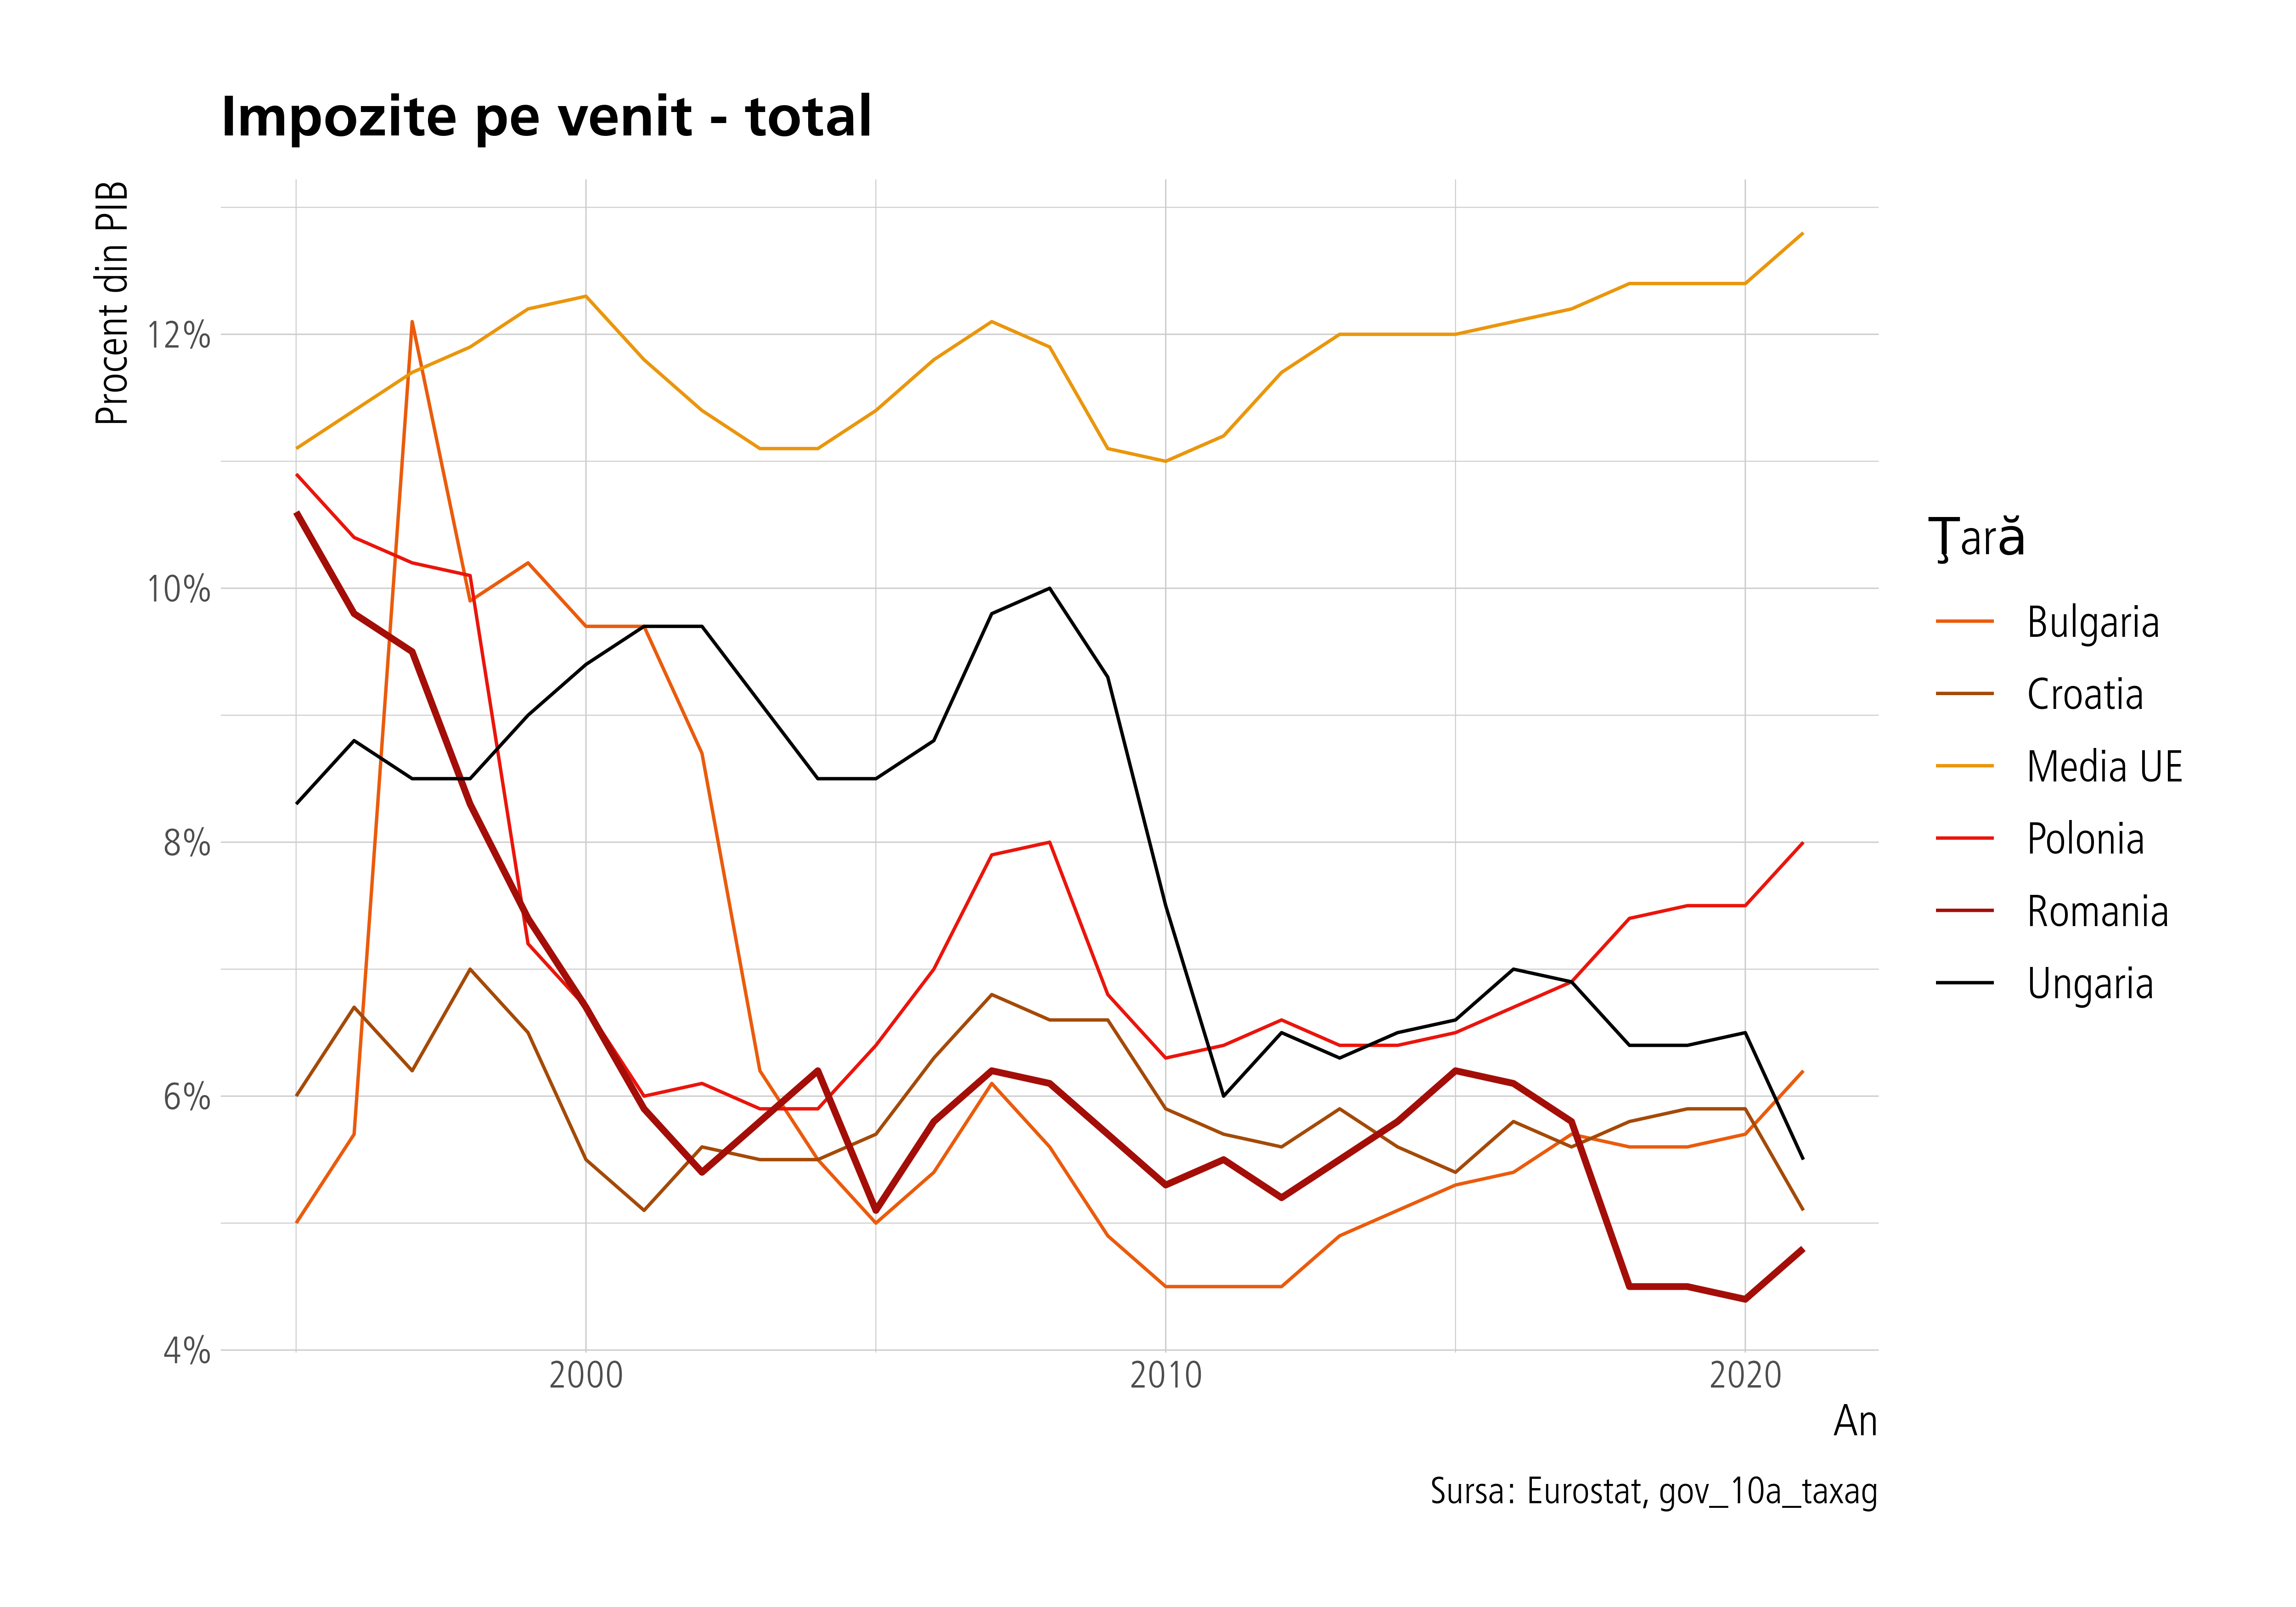 Impozite pe venit - total
Procent din PIB
12%
10%
8%
6%
4%
2000
2010
2020
An
Ţară
Bulgaria
Croatia
Media UE
Polonia
Romania
Ungaria
Sursa: Eurostat, gov_10a_taxag